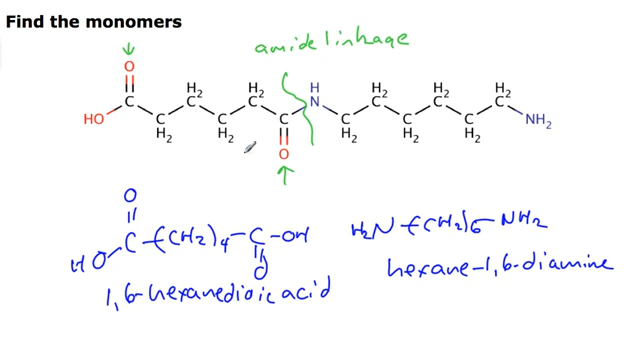 Find the monomers
amide linkage
O
H₂ H₂ H H₂ H₂ H₂
C C C N C C C
HO C C C C C C NH₂
H₂ H₂ H₂ H₂ H₂
O
O
HO C (CH₂)₄ C OH
O
H₂N (CH₂)₆ NH₂
1,6-hexanedioic acid
hexane-1,6-diamine